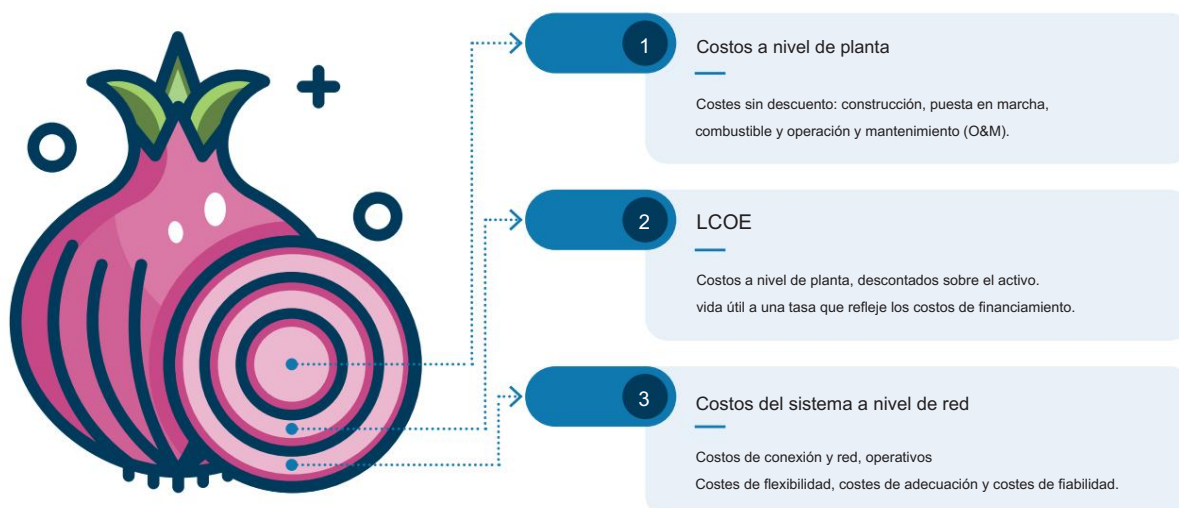 1
Costos a nivel de planta
Costes sin descuento: construcción, puesta en marcha,
combustible y operación y mantenimiento (O&M).
2
LCOE
Costos a nivel de planta, descontados sobre el activo.
vida útil a una tasa que refleje los costos de financiamiento.
3
Costos del sistema a nivel de red
Costos de conexión y red, operativos
Costes de flexibilidad, costes de adecuación y costes de fiabilidad.